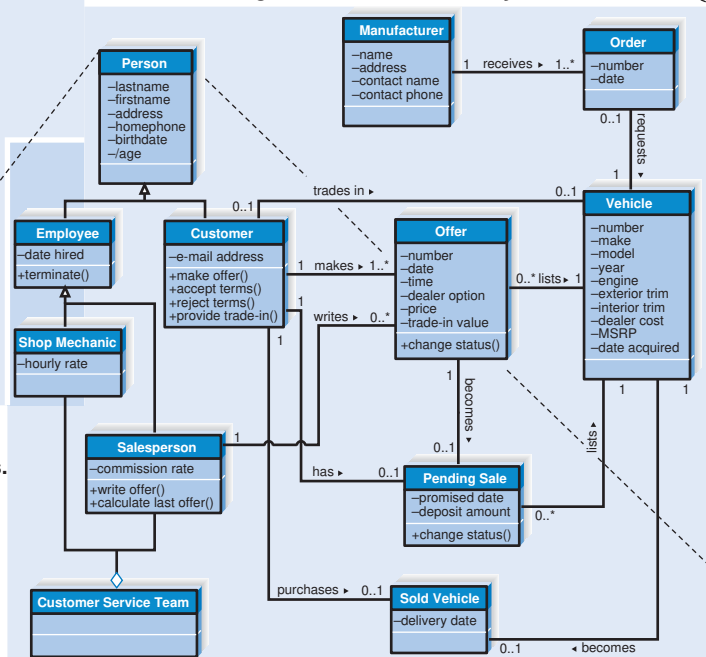 Manufacturer
–name
–address
–contact name
–contact phone
1 receives ▸ 1..*
Order
–number
–date
0..1
requests ▸
1
Person
–lastname
–firstname
–address
–homephone
–birthdate
–/age
trades in ▸
0..1
0..1
Employee
–date hired
+terminate()
Customer
–e-mail address
+make offer()
+accept terms()
+reject terms()
+provide trade-in()
1 makes ▸ 1..*
Offer
–number
–date
–time
–dealer option
–price
–trade-in value
+change status()
0..* lists ▸ 1
Vehicle
–number
–make
–model
–year
–engine
–exterior trim
–interior trim
–dealer cost
–MSRP
–date acquired
1
writes ▸ 0..*
Shop Mechanic
–hourly rate
1
1
becomes ▸
0..1
1
1
lists ▸
Salesperson
–commission rate
+write offer()
+calculate last offer()
1
s.
has ▸ 0..1
Pending Sale
–promised date
–deposit amount
+change status()
0..*
Customer Service Team
purchases ▸ 0..1
Sold Vehicle
–delivery date
0..1
◂ becomes